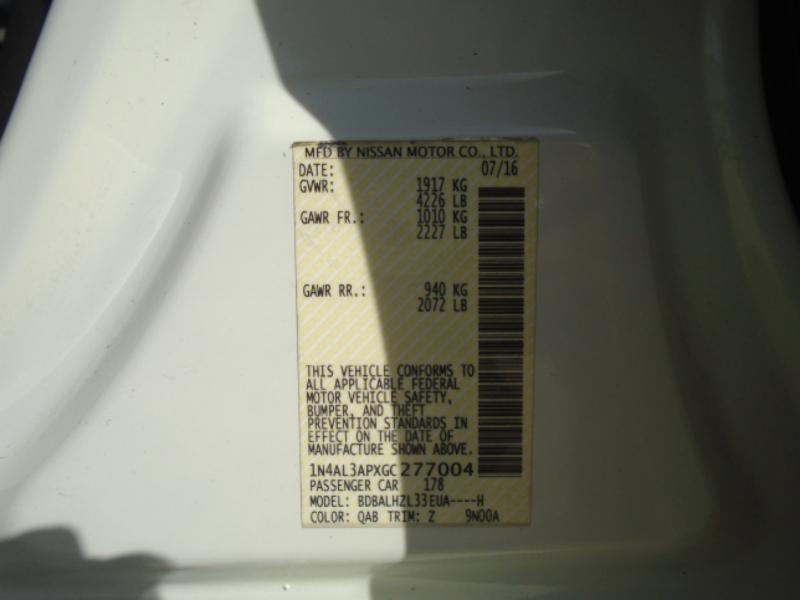 MFD BY NISSAN MOTOR CO., LTD.
DATE: 07/16
GVWR: 1917 KG
4226 LB
GAWR FR.: 1010 KG
2227 LB
GAWR RR.: 940 KG
2072 LB
THIS VEHICLE CONFORMS TO
ALL APPLICABLE FEDERAL
MOTOR VEHICLE SAFETY,
BUMPER, AND THEFT
PREVENTION STANDARDS IN
EFFECT ON THE DATE OF
MANUFACTURE SHOWN ABOVE.
1N4AL3APXGC277004
PASSENGER CAR 178
MODEL: BDBALHZL33EUA----H
COLOR: QAB TRIM: Z 9N00A